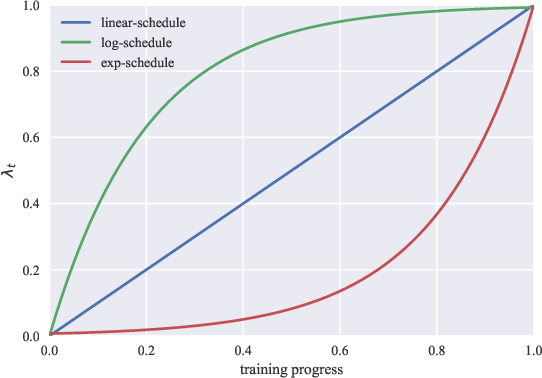 1.0
0.8
0.6
0.4
0.2
0.0
λt
linear-schedule
log-schedule
exp-schedule
0.0 0.2 0.4 0.6 0.8 1.0
training progress